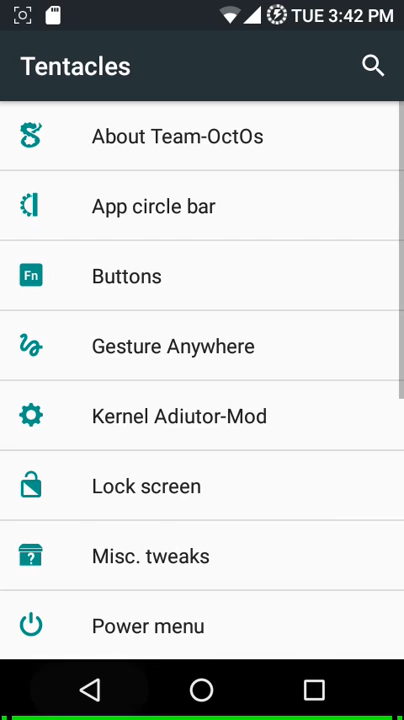 TUE 3:42 PM
Tentacles
About Team-OctOs
App circle bar
Fn Buttons
Gesture Anywhere
Kernel Adiutor-Mod
Lock screen
? Misc. tweaks
Power menu